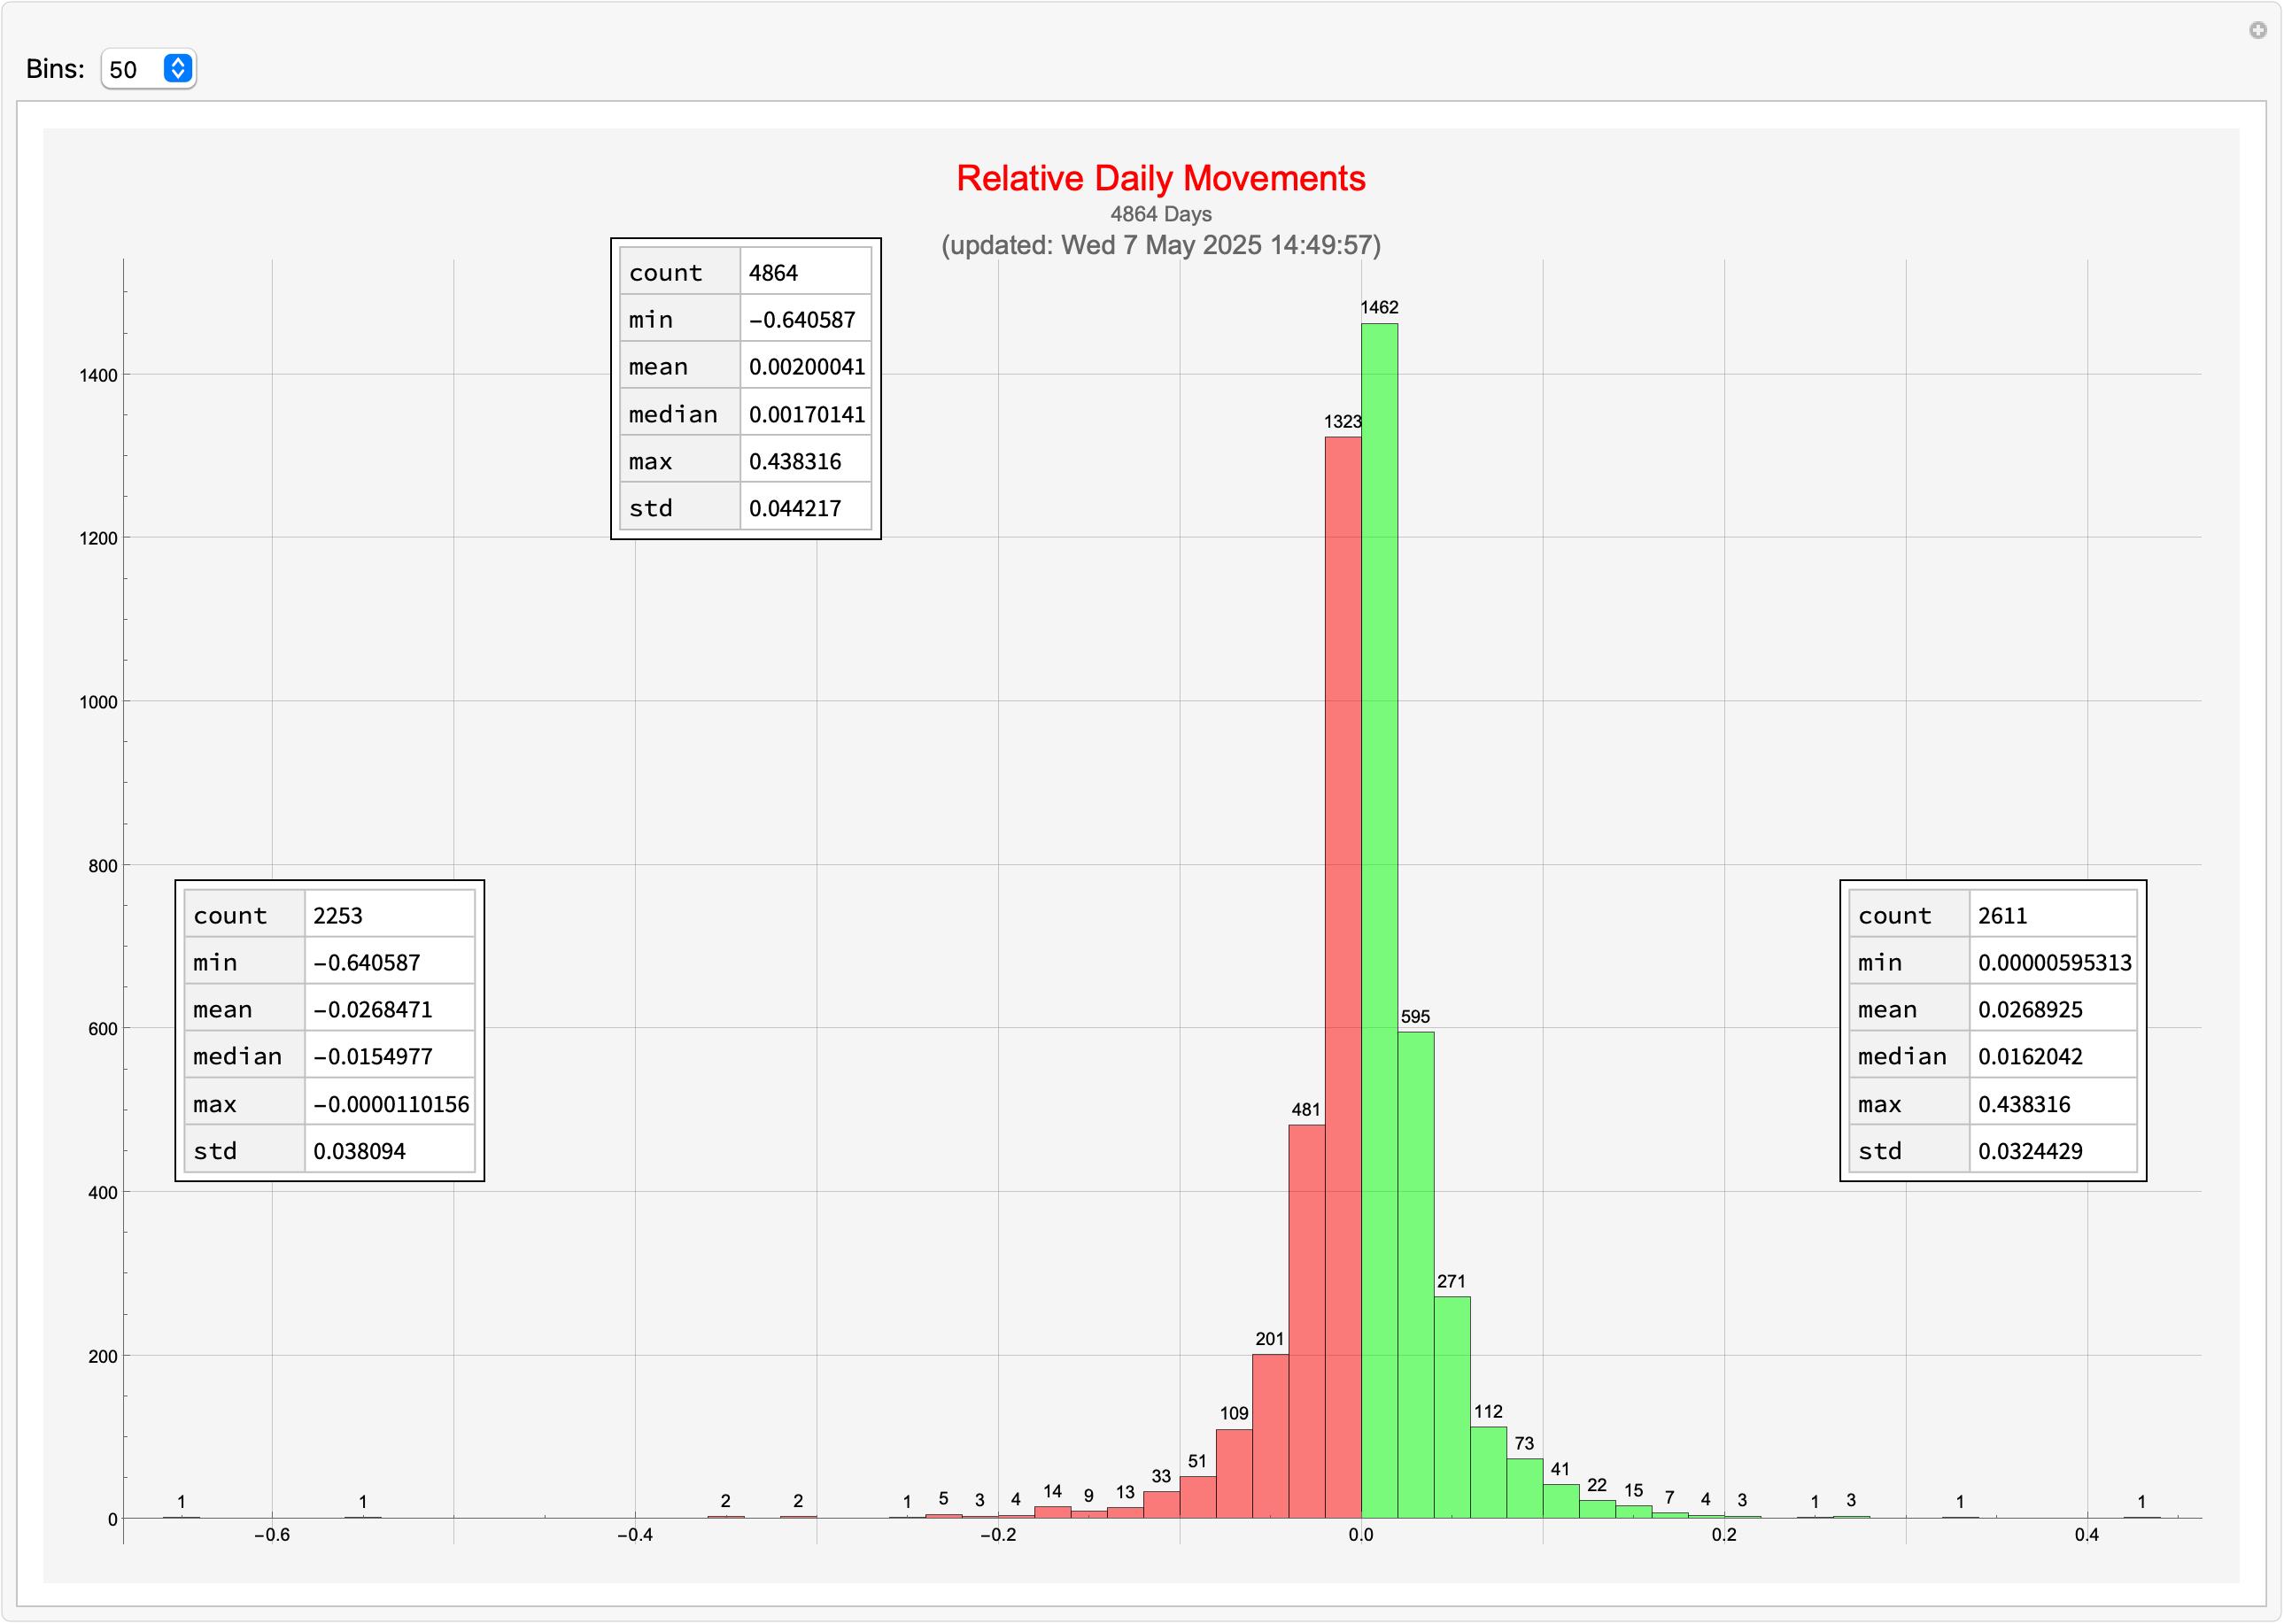 Bins: 50
Relative Daily Movements
4864 Days
(updated: Wed 7 May 2025 14:49:57)
count 4864
min −0.640587
mean 0.00200041
median 0.00170141
max 0.438316
std 0.044217
count 2253
min −0.640587
mean −0.0268471
median −0.0154977
max −0.0000110156
std 0.038094
count 2611
min 0.00000595313
mean 0.0268925
median 0.0162042
max 0.438316
std 0.0324429
1400
1200
1000
800
600
400
200
0
1
1
2
2
1
5
3
4
14
9
13
33
51
109
201
481
1323
1462
595
271
112
73
41
22
15
7
4
3
1
3
1
1
−0.6 −0.4 −0.2 0.0 0.2 0.4